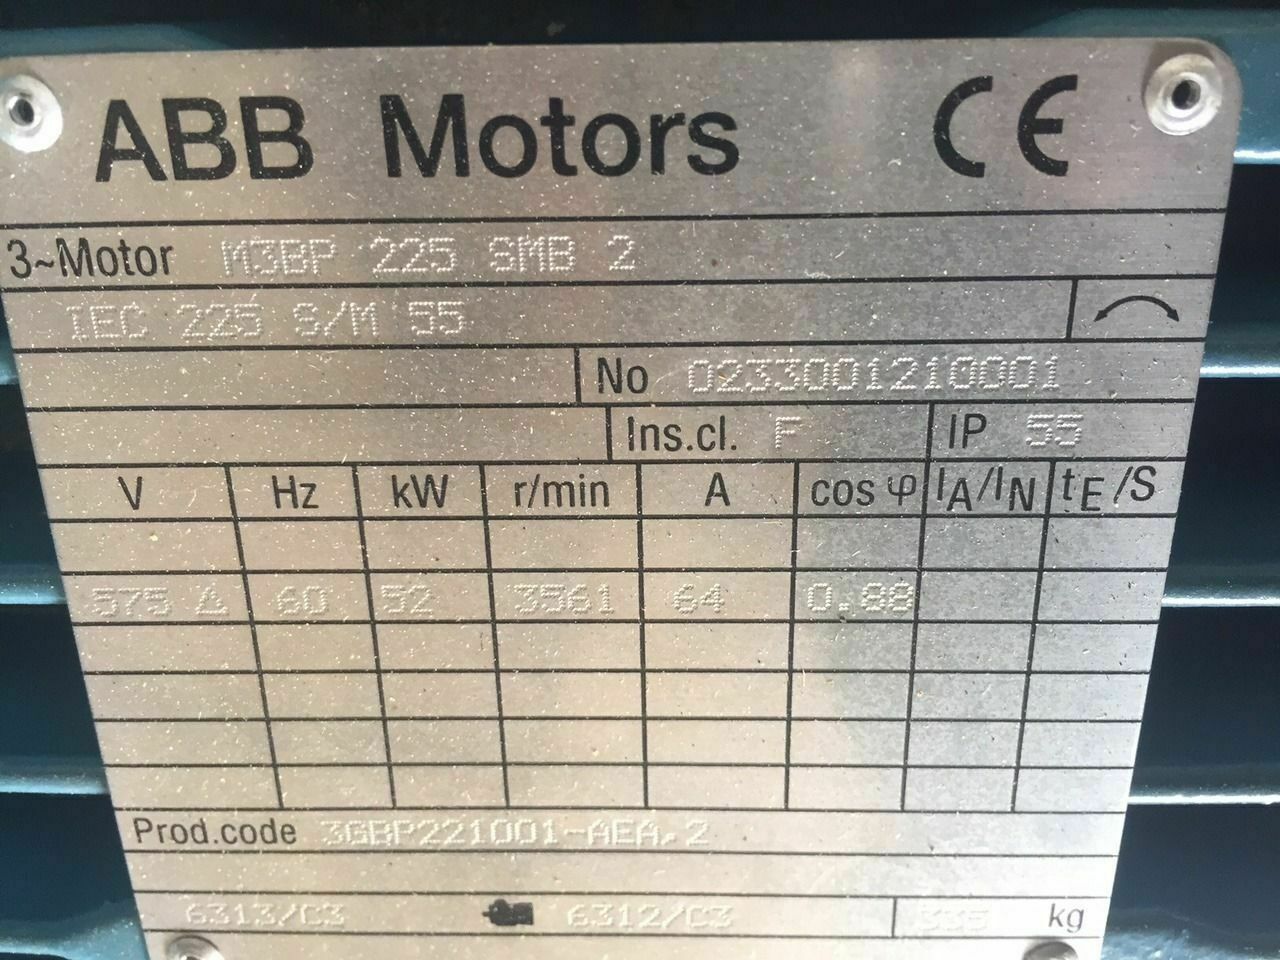 ABB Motors CE
3~Motor M3BP 225 SMB 2
IEC 225 S/M 55
No 0233001210001
Ins.cl. F IP 55
V Hz kW r/min A cos φ IA/IN tE/S
575 Δ 60 52 3561 64 0.88
Prod.code 3GBP221001-AEA.2
6313/C3 6312/C3 335 kg